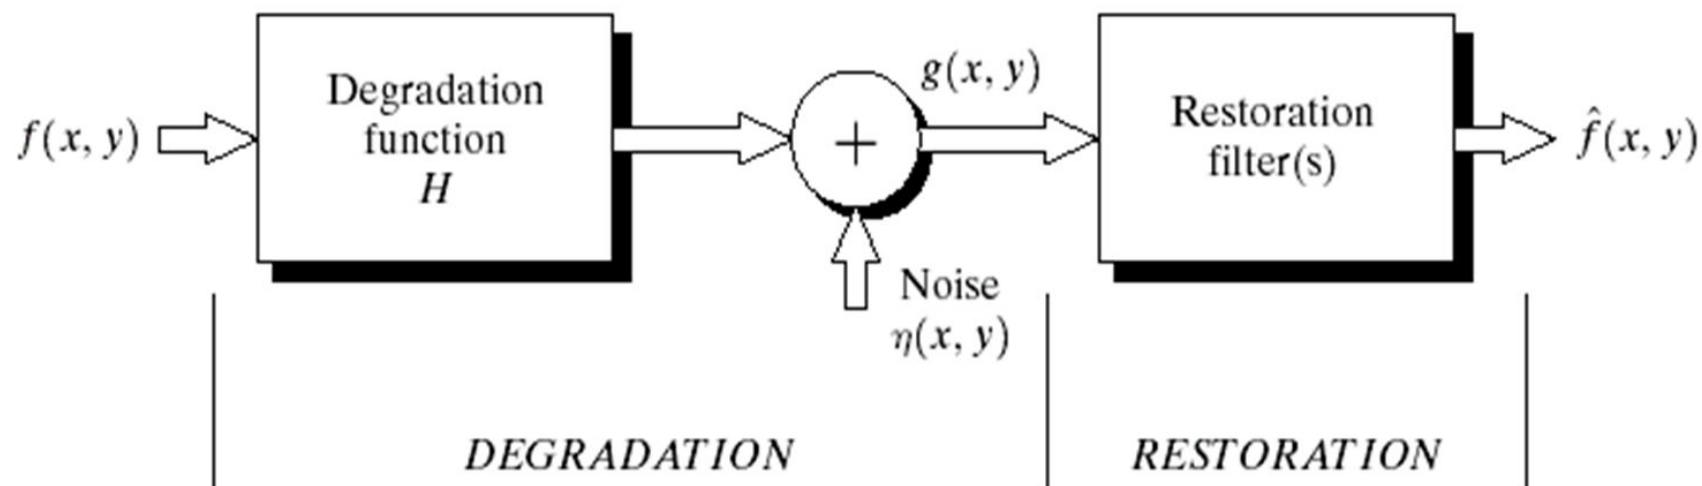 f(x, y)
Degradation
function
H
+
g(x, y)
Noise
η(x, y)
Restoration
filter(s)
f̂(x, y)
DEGRADATION
RESTORATION